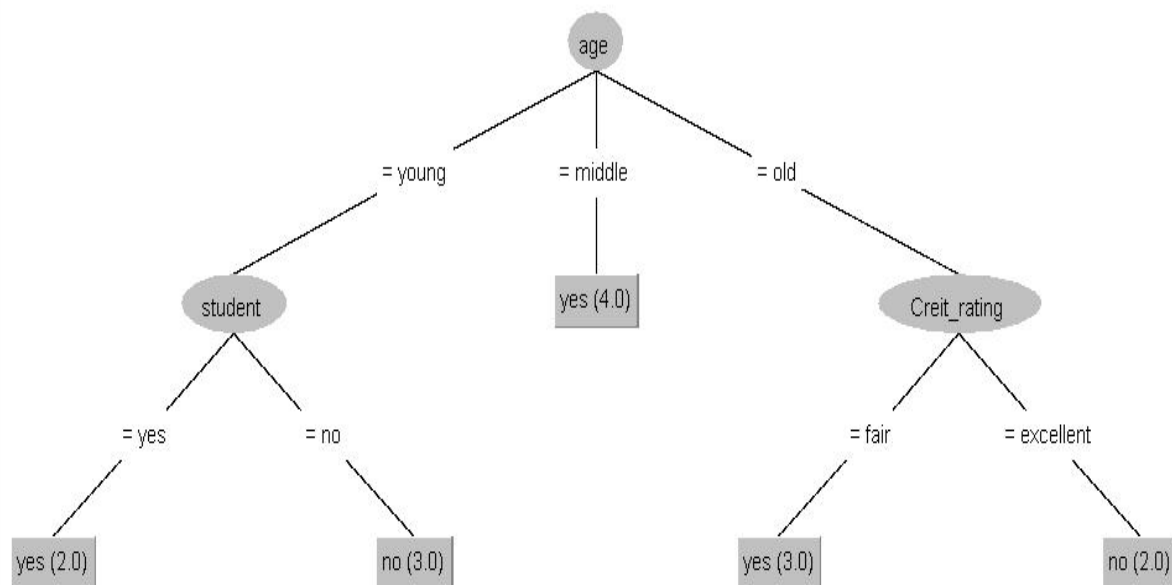 age
= young
= middle
= old
student
yes (4.0)
Creit_rating
= yes
= no
= fair
= excellent
yes (2.0)
no (3.0)
yes (3.0)
no (2.0)